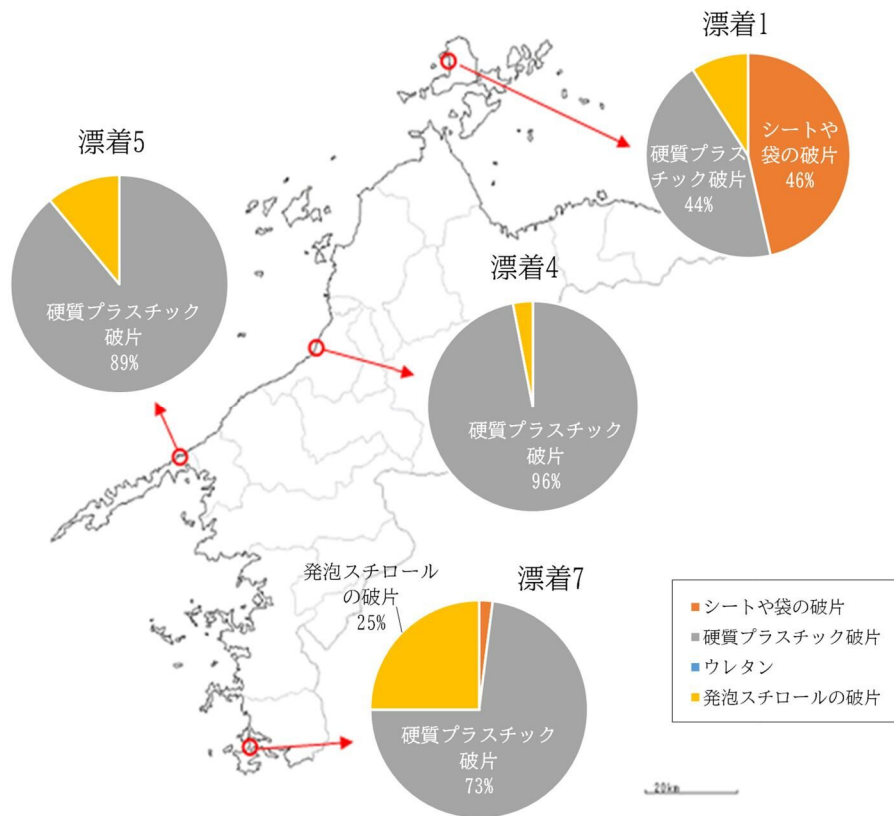 漂着1
シートや
袋の破片
46%
硬質プラス
チック破片
44%
漂着5
硬質プラスチック
破片
89%
漂着4
硬質プラスチック
破片
96%
漂着7
発泡スチロール
の破片
25%
硬質プラスチック
破片
73%
シートや袋の破片
硬質プラスチック破片
ウレタン
発泡スチロールの破片
20km